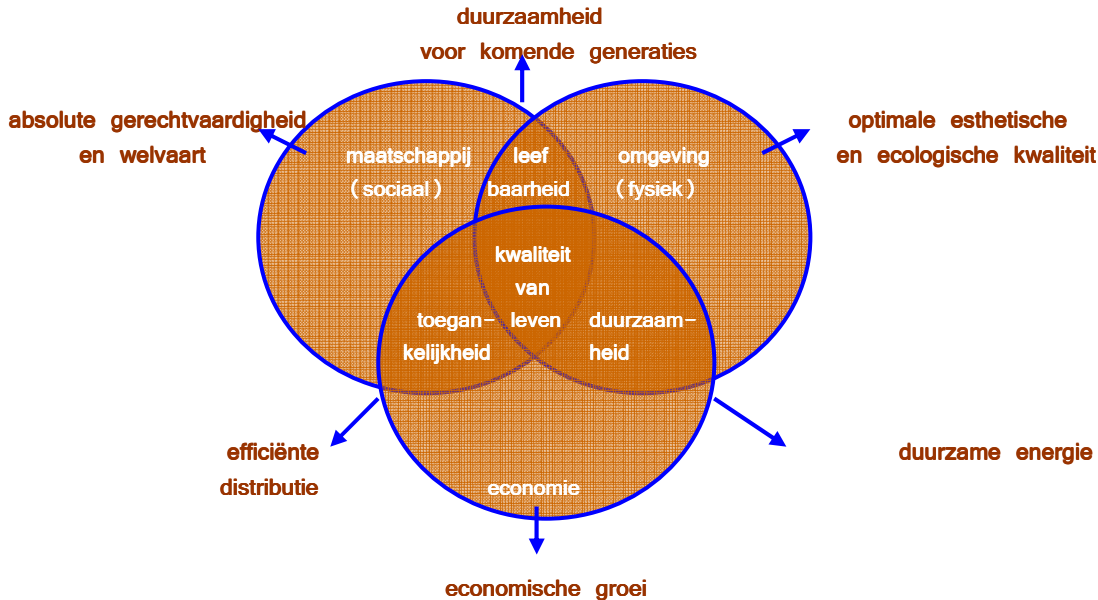 duurzaamheid
voor komende generaties
absolute gerechtvaardigheid
en welvaart
optimale esthetische
en ecologische kwaliteit
maatschappij
(sociaal)
leef
baarheid
omgeving
(fysiek)
kwaliteit
van
leven
toegan-
kelijkheid
duurzaam-
heid
efficiënte
distributie
duurzame energie
economie
economische groei